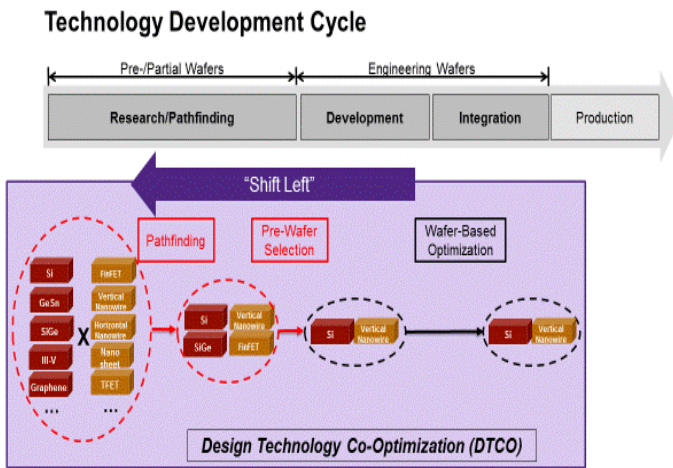 Technology Development Cycle
Pre-/Partial Wafers
Engineering Wafers
Research/Pathfinding
Development
Integration
Production
“Shift Left”
Pathfinding
Pre-Wafer
Selection
Wafer-Based
Optimization
Si
GeSn
SiGe
III-V
Graphene
...
X
FinFET
Vertical
Nanowire
Horizontal
Nanowire
Nano
sheet
TFET
...
Si
Vertical
Nanowire
SiGe
FinFET
Si
Vertical
Nanowire
Si
Vertical
Nanowire
Design Technology Co-Optimization (DTCO)